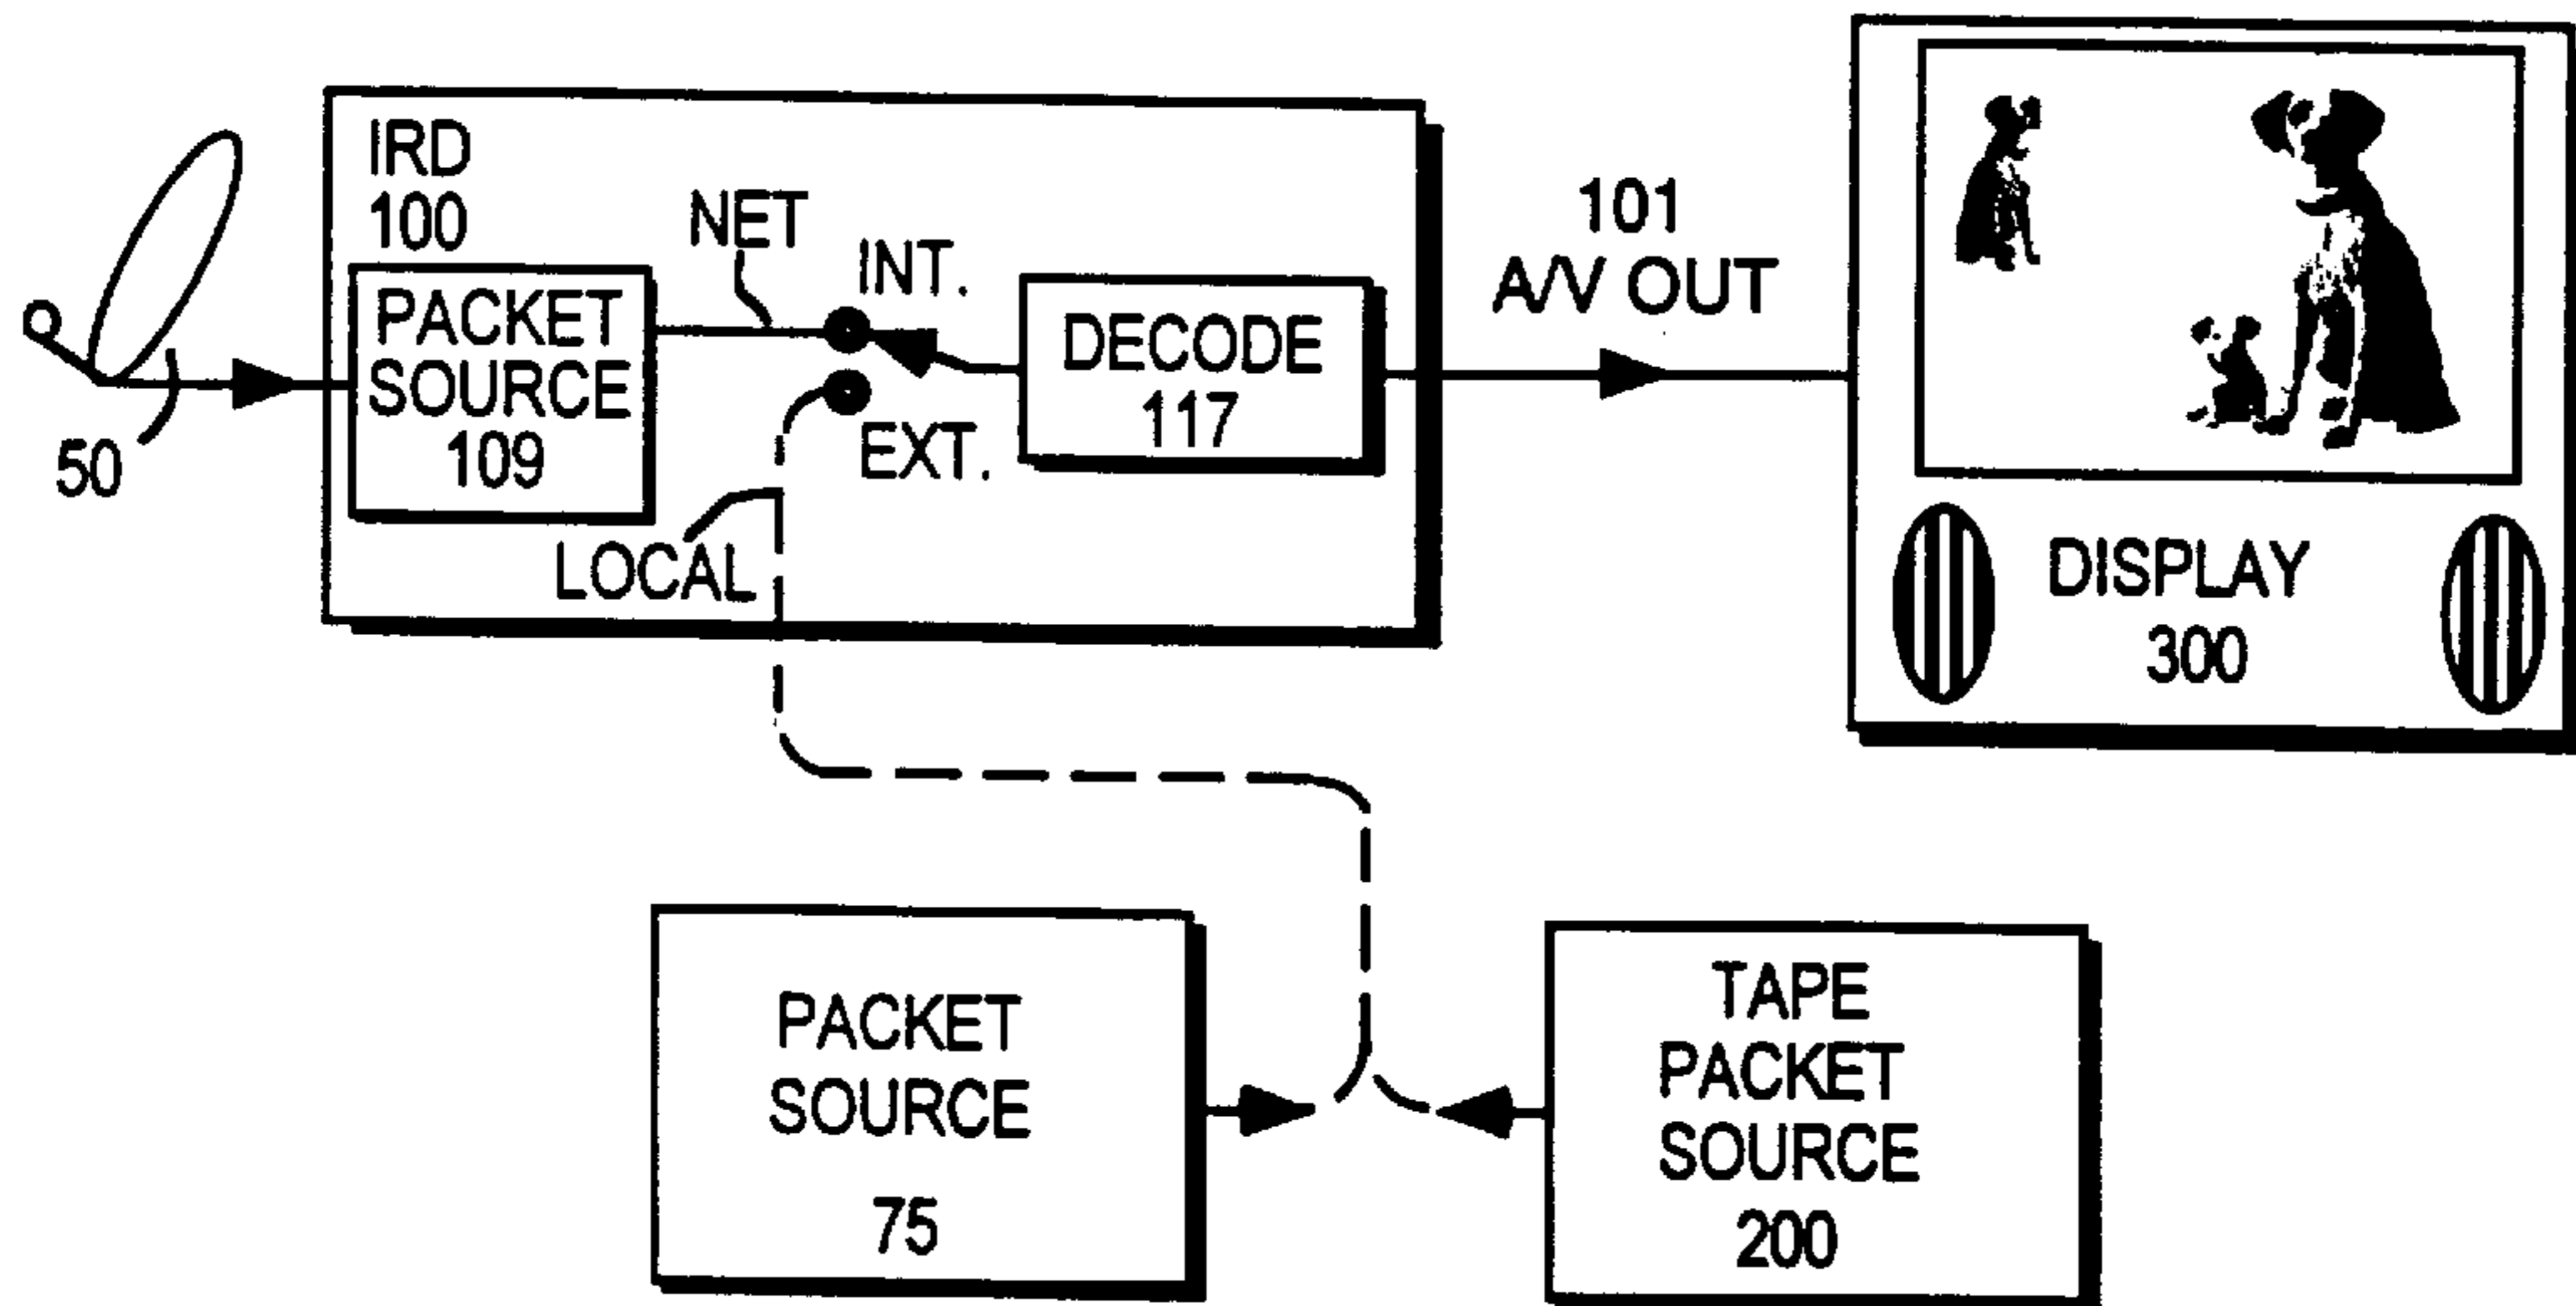 IRD
100
PACKET
SOURCE
109
50
NET
INT.
EXT.
LOCAL
DECODE
117
101
A/V OUT
DISPLAY
300
PACKET
SOURCE
75
TAPE
PACKET
SOURCE
200